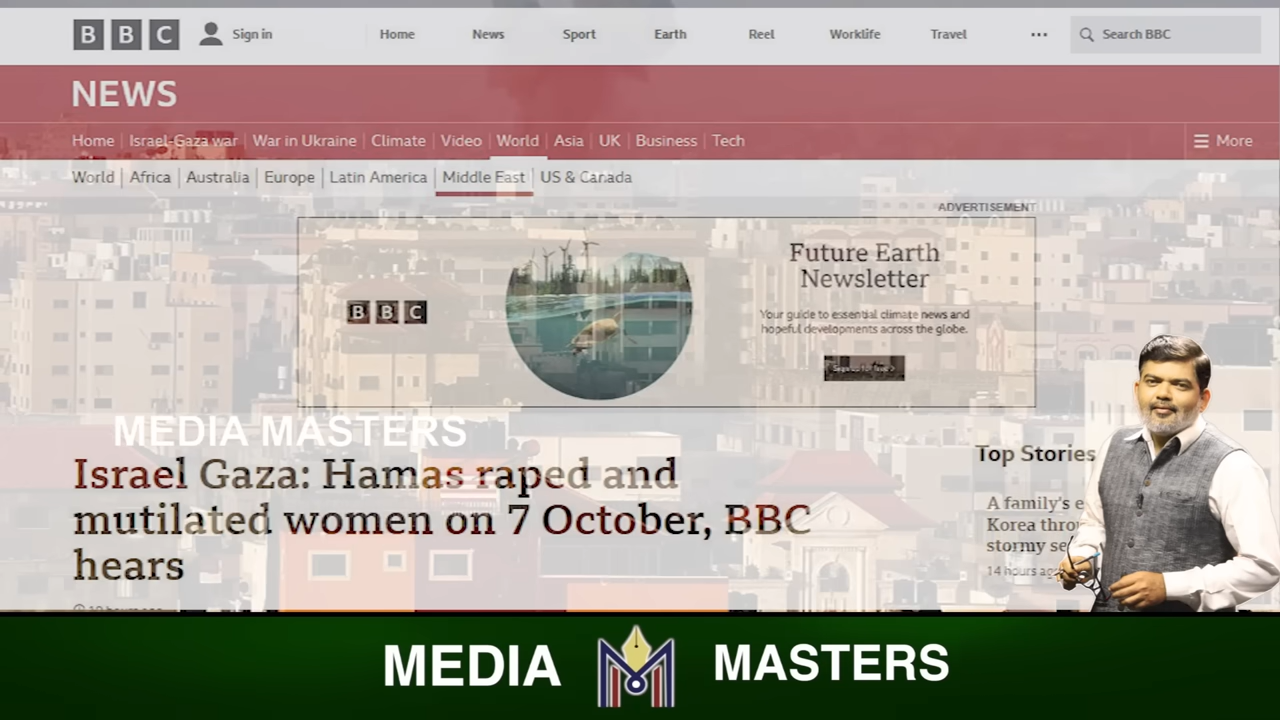 BBC Sign in Home News Sport Earth Reel Worklife Travel ... Search BBC
NEWS
Home Israel-Gaza war War in Ukraine Climate Video World Asia UK Business Tech More
World Africa Australia Europe Latin America Middle East US & Canada
ADVERTISEMENT
Future Earth
Newsletter
BBC
Your guide to essential climate news and
hopeful developments across the globe.
MEDIA MASTERS
Israel Gaza: Hamas raped and
mutilated women on 7 October, BBC
hears
Top Stories
A family's
Korea
stormy
14 hours
MEDIA MASTERS